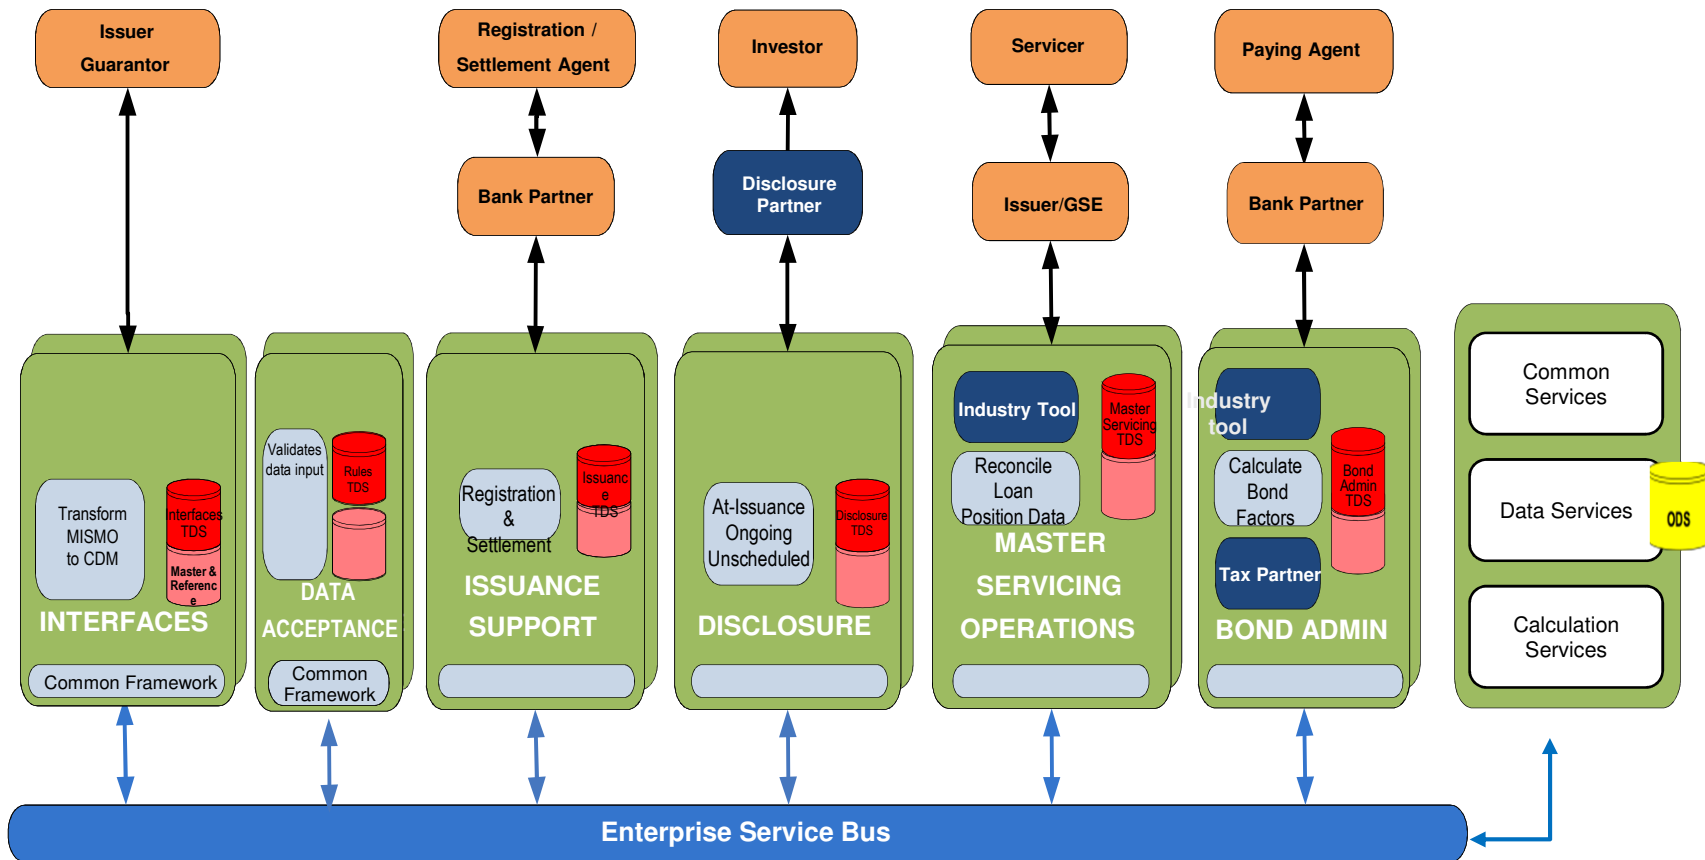 Issuer
Guarantor
Registration /
Settlement Agent
Investor
Servicer
Paying Agent
Bank Partner
Disclosure
Partner
Issuer/GSE
Bank Partner
Transform
MISMO
to CDM
Interfaces
TDS
Master &
Referenc
e
INTERFACES
Common Framework
Validates
data input
Rules
TDS
DATA
ACCEPTANCE
Common
Framework
Registration
&
Settlement
Issuanc
e
TDS
ISSUANCE
SUPPORT
At-Issuance
Ongoing
Unscheduled
Disclosure
TDS
DISCLOSURE
Industry Tool
Master
Servicing
TDS
Reconcile
Loan
Position Data
MASTER
SERVICING
OPERATIONS
Industry
tool
Calculate
Bond
Factors
Bond
Admin
TDS
Tax Partner
BOND ADMIN
Common
Services
Data Services
ODS
Calculation
Services
Enterprise Service Bus